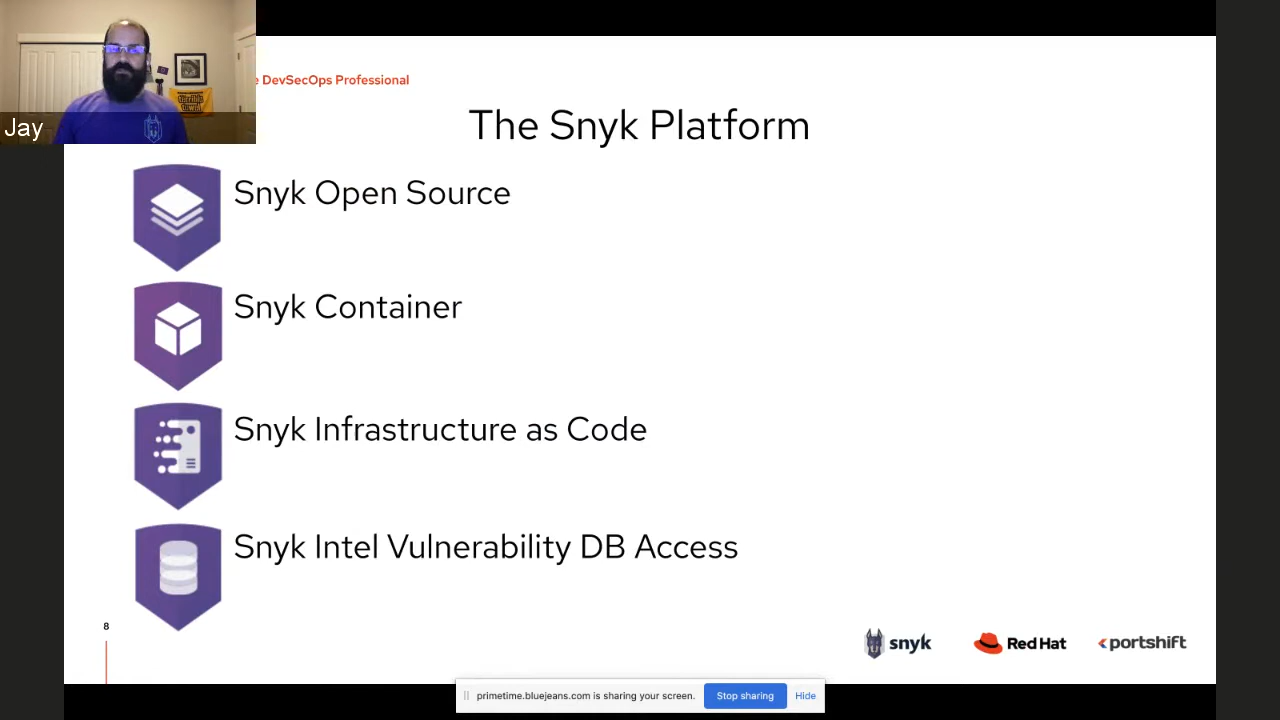 e DevSecOps Professional
The Snyk Platform
Jay
Snyk Open Source
Snyk Container
Snyk Infrastructure as Code
Snyk Intel Vulnerability DB Access
8
snyk
Red Hat
portshift
primetime.bluejeans.com is sharing your screen.
Stop sharing
Hide